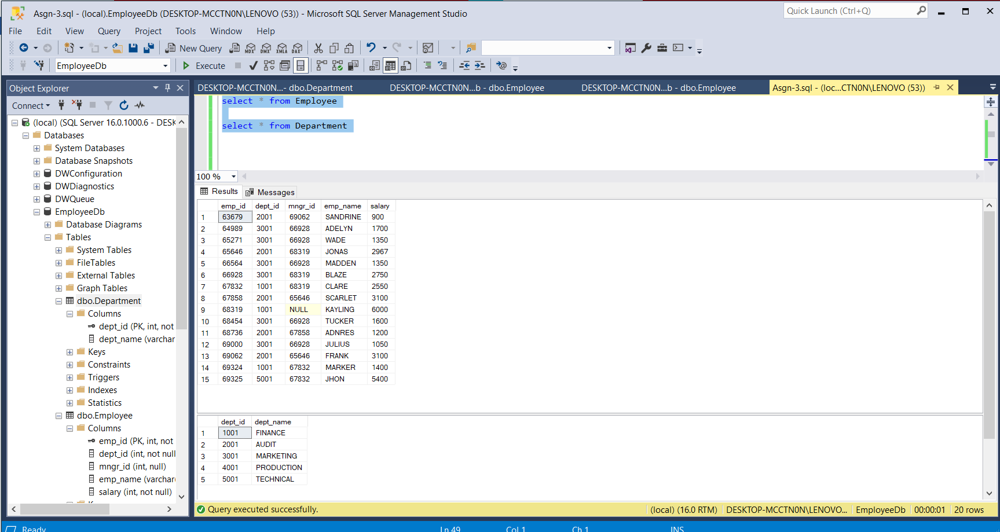 Asgn-3.sql - (local).EmployeeDb (DESKTOP-MCCTN0N\LENOVO (53)) - Microsoft SQL Server Management Studio
Quick Launch (Ctrl+Q)
File Edit View Query Project Tools Window Help
New Query MDX DMX XMLA DAX
EmployeeDb Execute
Object Explorer
Connect
(local) (SQL Server 16.0.1000.6 - DESK
Databases
System Databases
Database Snapshots
DWConfiguration
DWDiagnostics
DWQueue
EmployeeDb
Database Diagrams
Tables
System Tables
FileTables
External Tables
Graph Tables
dbo.Department
Columns
dept_id (PK, int, not
dept_name (varchar
Keys
Constraints
Triggers
Indexes
Statistics
dbo.Employee
Columns
emp_id (PK, int, not
dept_id (int, not null
mngr_id (int, null)
emp_name (varchar
salary (int, not null)
DESKTOP-MCCTN0N...- dbo.Department DESKTOP-MCCTN0N...b - dbo.Employee DESKTOP-MCCTN0N...b - dbo.Employee Asgn-3.sql - (loc...CTN0N\LENOVO (53))
select * from Employee
select * from Department
100 %
Results Messages
emp_id dept_id mngr_id emp_name salary
1 63679 2001 69062 SANDRINE 900
2 64989 3001 66928 ADELYN 1700
3 65271 3001 66928 WADE 1350
4 65646 2001 68319 JONAS 2967
5 66564 3001 66928 MADDEN 1350
6 66928 3001 68319 BLAZE 2750
7 67832 1001 68319 CLARE 2550
8 67858 2001 65646 SCARLET 3100
9 68319 1001 NULL KAYLING 6000
10 68454 3001 66928 TUCKER 1600
11 68736 2001 67858 ADNRES 1200
12 69000 3001 66928 JULIUS 1050
13 69062 2001 65646 FRANK 3100
14 69324 1001 67832 MARKER 1400
15 69325 5001 67832 JHON 5400
dept_id dept_name
1 1001 FINANCE
2 2001 AUDIT
3 3001 MARKETING
4 4001 PRODUCTION
5 5001 TECHNICAL
Query executed successfully. (local) (16.0 RTM) DESKTOP-MCCTN0N\LENOVO... EmployeeDb 00:00:01 20 rows
Ready Ln 49 Col 1 Ch 1 INS